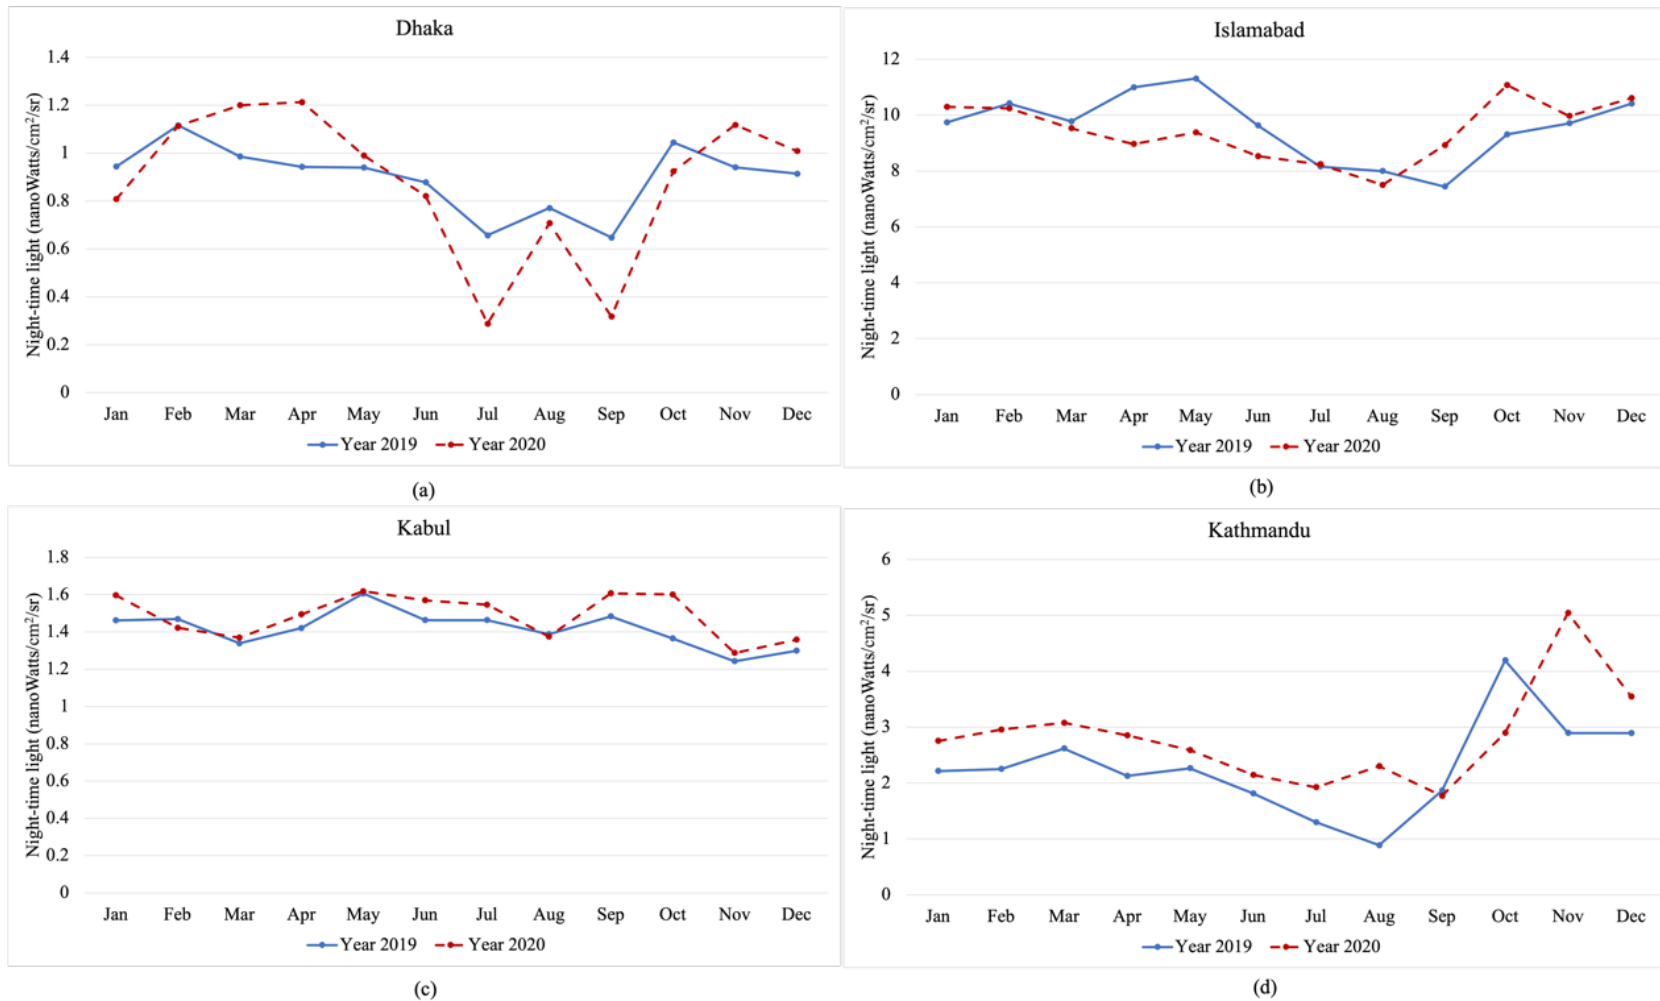 Dhaka
Night-time light (nanoWatts/cm²/sr)
1.4
1.2
1
0.8
0.6
0.4
0.2
0
Jan Feb Mar Apr May Jun Jul Aug Sep Oct Nov Dec
Year 2019 Year 2020
(a)
Islamabad
Night-time light (nanoWatts/cm²/sr)
12
10
8
6
4
2
0
Jan Feb Mar Apr May Jun Jul Aug Sep Oct Nov Dec
Year 2019 Year 2020
(b)
Kabul
Night-time light (nanoWatts/cm²/sr)
1.8
1.6
1.4
1.2
1
0.8
0.6
0.4
0.2
0
Jan Feb Mar Apr May Jun Jul Aug Sep Oct Nov Dec
Year 2019 Year 2020
(c)
Kathmandu
Night-time light (nanoWatts/cm²/sr)
6
5
4
3
2
1
0
Jan Feb Mar Apr May Jun Jul Aug Sep Oct Nov Dec
Year 2019 Year 2020
(d)